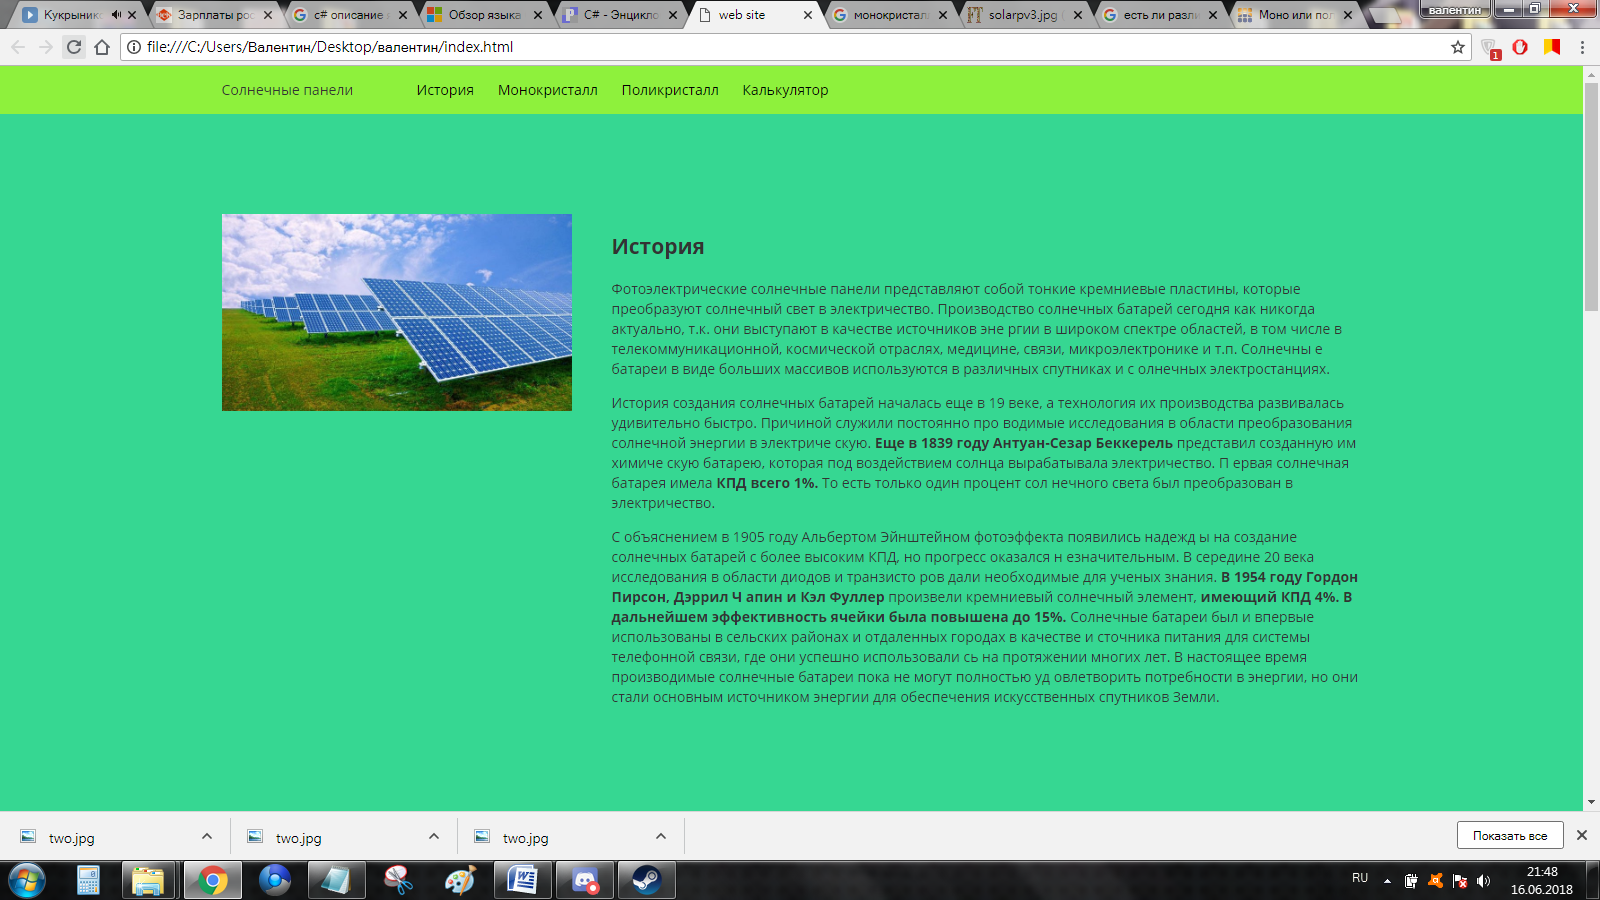 Кукрыник
Зарплаты рос
c# описание я
Обзор языка
C# - Энцикло
web site
монокристал
solarpv3.jpg (
есть ли разли
Моно или пол
валентин
file:///C:/Users/Валентин/Desktop/валентин/index.html
1
Солнечные панели История Монокристалл Поликристалл Калькулятор
История
Фотоэлектрические солнечные панели представляют собой тонкие кремниевые пластины, которые
преобразуют солнечный свет в электричество. Производство солнечных батарей сегодня как никогда
актуально, т.к. они выступают в качестве источников эне ргии в широком спектре областей, в том числе в
телекоммуникационной, космической отраслях, медицине, связи, микроэлектронике и т.п. Солнечны е
батареи в виде больших массивов используются в различных спутниках и с олнечных электростанциях.
История создания солнечных батарей началась еще в 19 веке, а технология их производства развивалась
удивительно быстро. Причиной служили постоянно про водимые исследования в области преобразования
солнечной энергии в электриче скую. Еще в 1839 году Антуан-Сезар Беккерель представил созданную им
химиче скую батарею, которая под воздействием солнца вырабатывала электричество. П ервая солнечная
батарея имела КПД всего 1%. То есть только один процент сол нечного света был преобразован в
электричество.
С объяснением в 1905 году Альбертом Эйнштейном фотоэффекта появились надежд ы на создание
солнечных батарей с более высоким КПД, но прогресс оказался н езначительным. В середине 20 века
исследования в области диодов и транзисто ров дали необходимые для ученых знания. В 1954 году Гордон
Пирсон, Дэррил Ч апин и Кэл Фуллер произвели кремниевый солнечный элемент, имеющий КПД 4%. В
дальнейшем эффективность ячейки была повышена до 15%. Солнечные батареи был и впервые
использованы в сельских районах и отдаленных городах в качестве и сточника питания для системы
телефонной связи, где они успешно использовали сь на протяжении многих лет. В настоящее время
производимые солнечные батареи пока не могут полностью уд овлетворить потребности в энергии, но они
стали основным источником энергии для обеспечения искусственных спутников Земли.
two.jpg two.jpg two.jpg Показать все
RU
21:48
16.06.2018